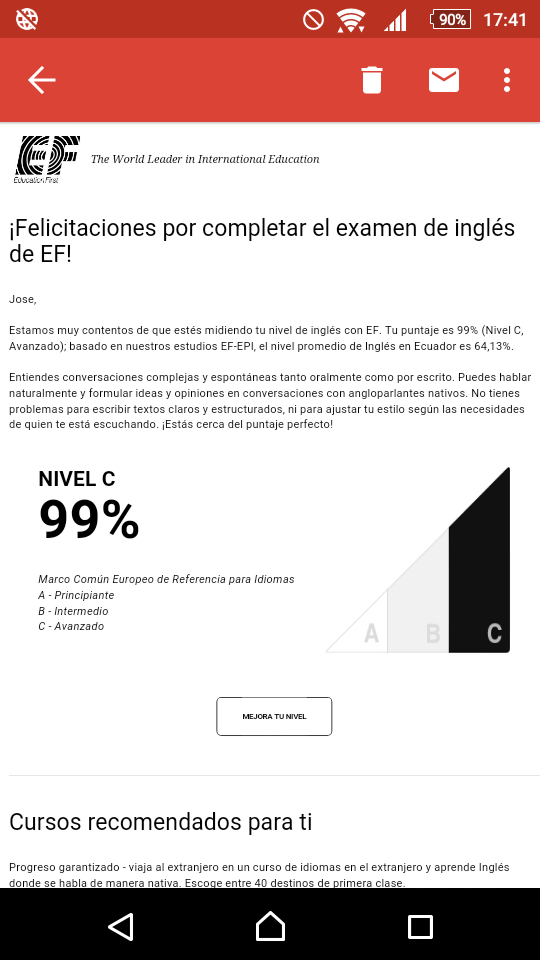 90% 17:41
EF
Education First
The World Leader in International Education
¡Felicitaciones por completar el examen de inglés
de EF!
Jose,
Estamos muy contentos de que estés midiendo tu nivel de inglés con EF. Tu puntaje es 99% (Nivel C,
Avanzado); basado en nuestros estudios EF-EPI, el nivel promedio de Inglés en Ecuador es 64,13%.
Entiendes conversaciones complejas y espontáneas tanto oralmente como por escrito. Puedes hablar
naturalmente y formular ideas y opiniones en conversaciones con angloparlantes nativos. No tienes
problemas para escribir textos claros y estructurados, ni para ajustar tu estilo según las necesidades
de quien te está escuchando. ¡Estás cerca del puntaje perfecto!
NIVEL C
99%
Marco Común Europeo de Referencia para Idiomas
A - Principiante
B - Intermedio
C - Avanzado
A B C
MEJORA TU NIVEL
Cursos recomendados para ti
Progreso garantizado - viaja al extranjero en un curso de idiomas en el extranjero y aprende Inglés
donde se habla de manera nativa. Escoge entre 40 destinos de primera clase.